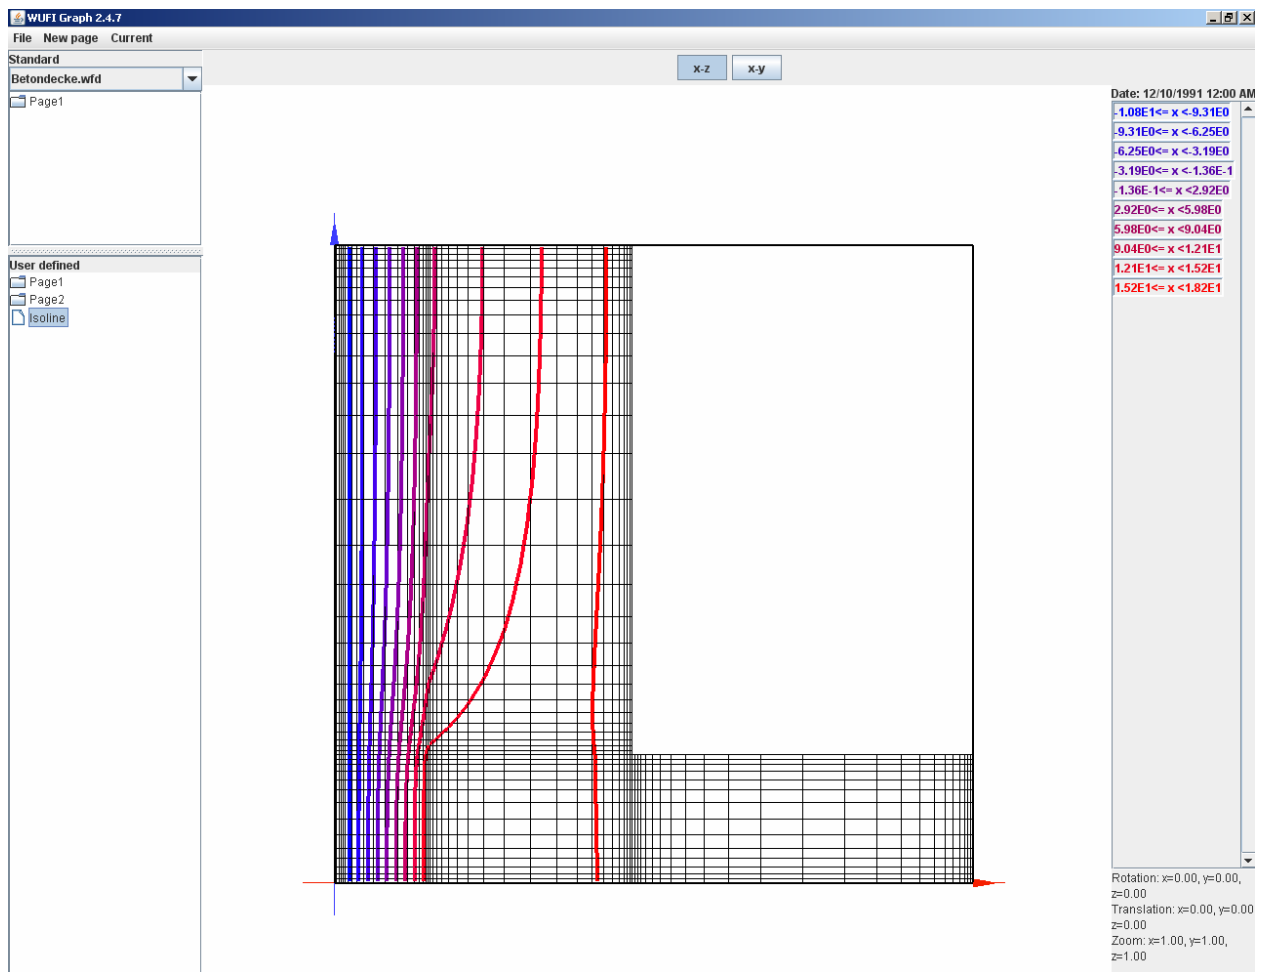 WUFI Graph 2.4.7
File New page Current
Standard
Betondecke.wfd
Page1
User defined
Page1
Page2
Isoline
x-z x-y
Date: 12/10/1991 12:00 AM
-1.08E1<= x <-9.31E0
-9.31E0<= x <-6.25E0
-6.25E0<= x <-3.19E0
-3.19E0<= x <-1.36E-1
-1.36E-1<= x <2.92E0
2.92E0<= x <5.98E0
5.98E0<= x <9.04E0
9.04E0<= x <1.21E1
1.21E1<= x <1.52E1
1.52E1<= x <1.82E1
Rotation: x=0.00, y=0.00,
z=0.00
Translation: x=0.00, y=0.00
z=0.00
Zoom: x=1.00, y=1.00,
z=1.00